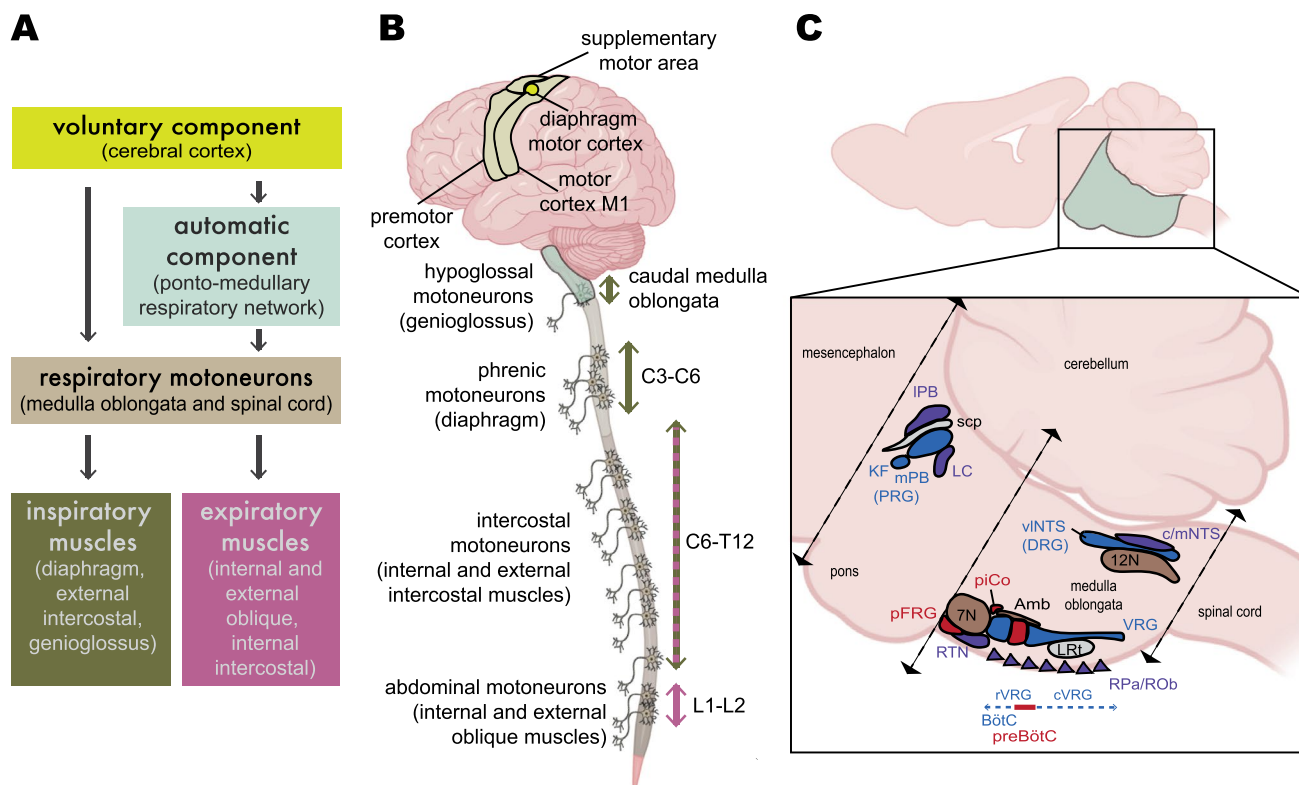 A
voluntary component
(cerebral cortex)
automatic
component
(ponto-medullary
respiratory network)
respiratory motoneurons
(medulla oblongata and spinal cord)
inspiratory
muscles
(diaphragm,
external
intercostal,
genioglossus)
expiratory
muscles
(internal and
external
oblique,
internal
intercostal)
B
supplementary
motor area
diaphragm
motor cortex
motor
cortex M1
premotor
cortex
hypoglossal
motoneurons
(genioglossus)
caudal medulla
oblongata
phrenic
motoneurons
(diaphragm)
C3-C6
intercostal
motoneurons
(internal and external
intercostal muscles)
C6-T12
abdominal motoneurons
(internal and external
oblique muscles)
L1-L2
C
mesencephalon
cerebellum
lPB
scp
KF
mPB
(PRG)
LC
vlNTS
(DRG)
c/mNTS
12N
pons
piCo
medulla
oblongata
spinal cord
pFRG
7N
Amb
VRG
RTN
LRt
RPa/ROb
rVRG
cVRG
BötC
preBötC